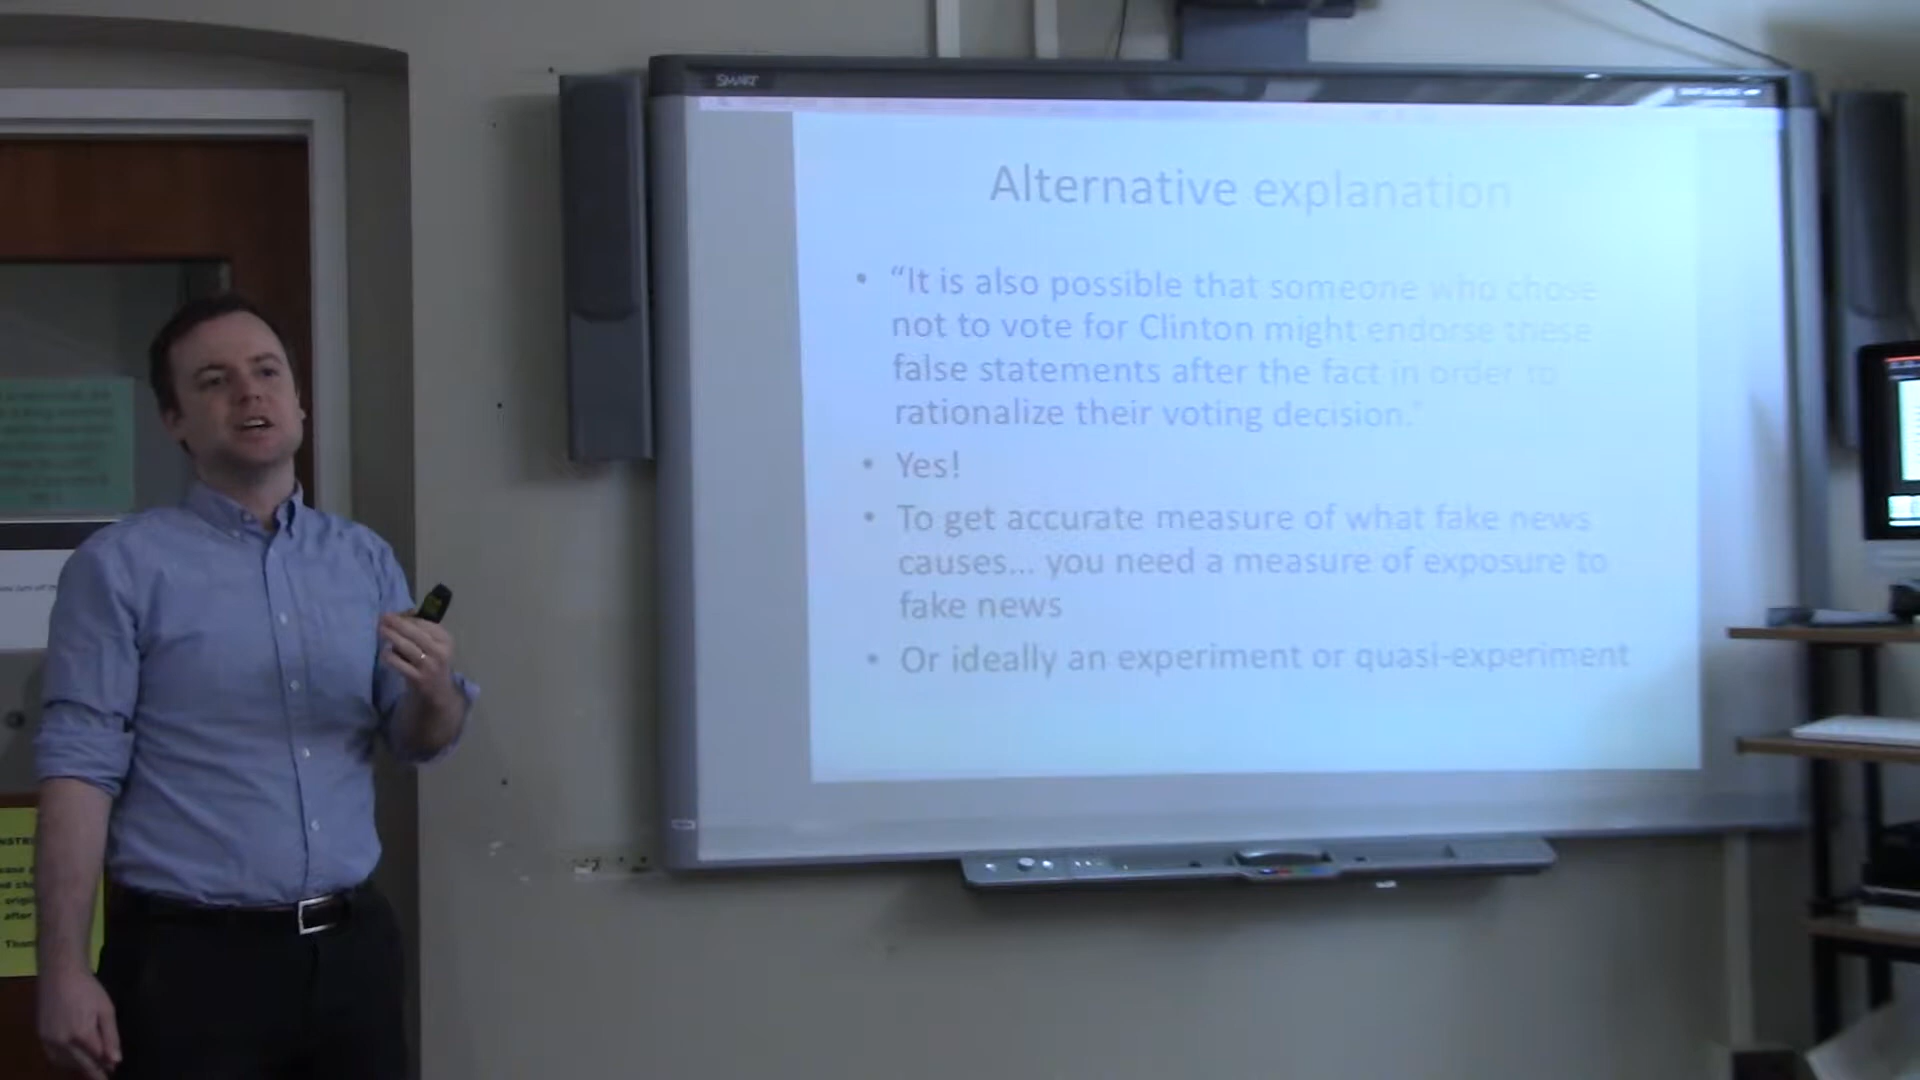 SMART
Alternative explanation
• “It is also possible that someone who chose
not to vote for Clinton might endorse these
false statements after the fact in order to
rationalize their voting decision.”
• Yes!
• To get accurate measure of what fake news
causes... you need a measure of exposure to
fake news
• Or ideally an experiment or quasi-experiment
after